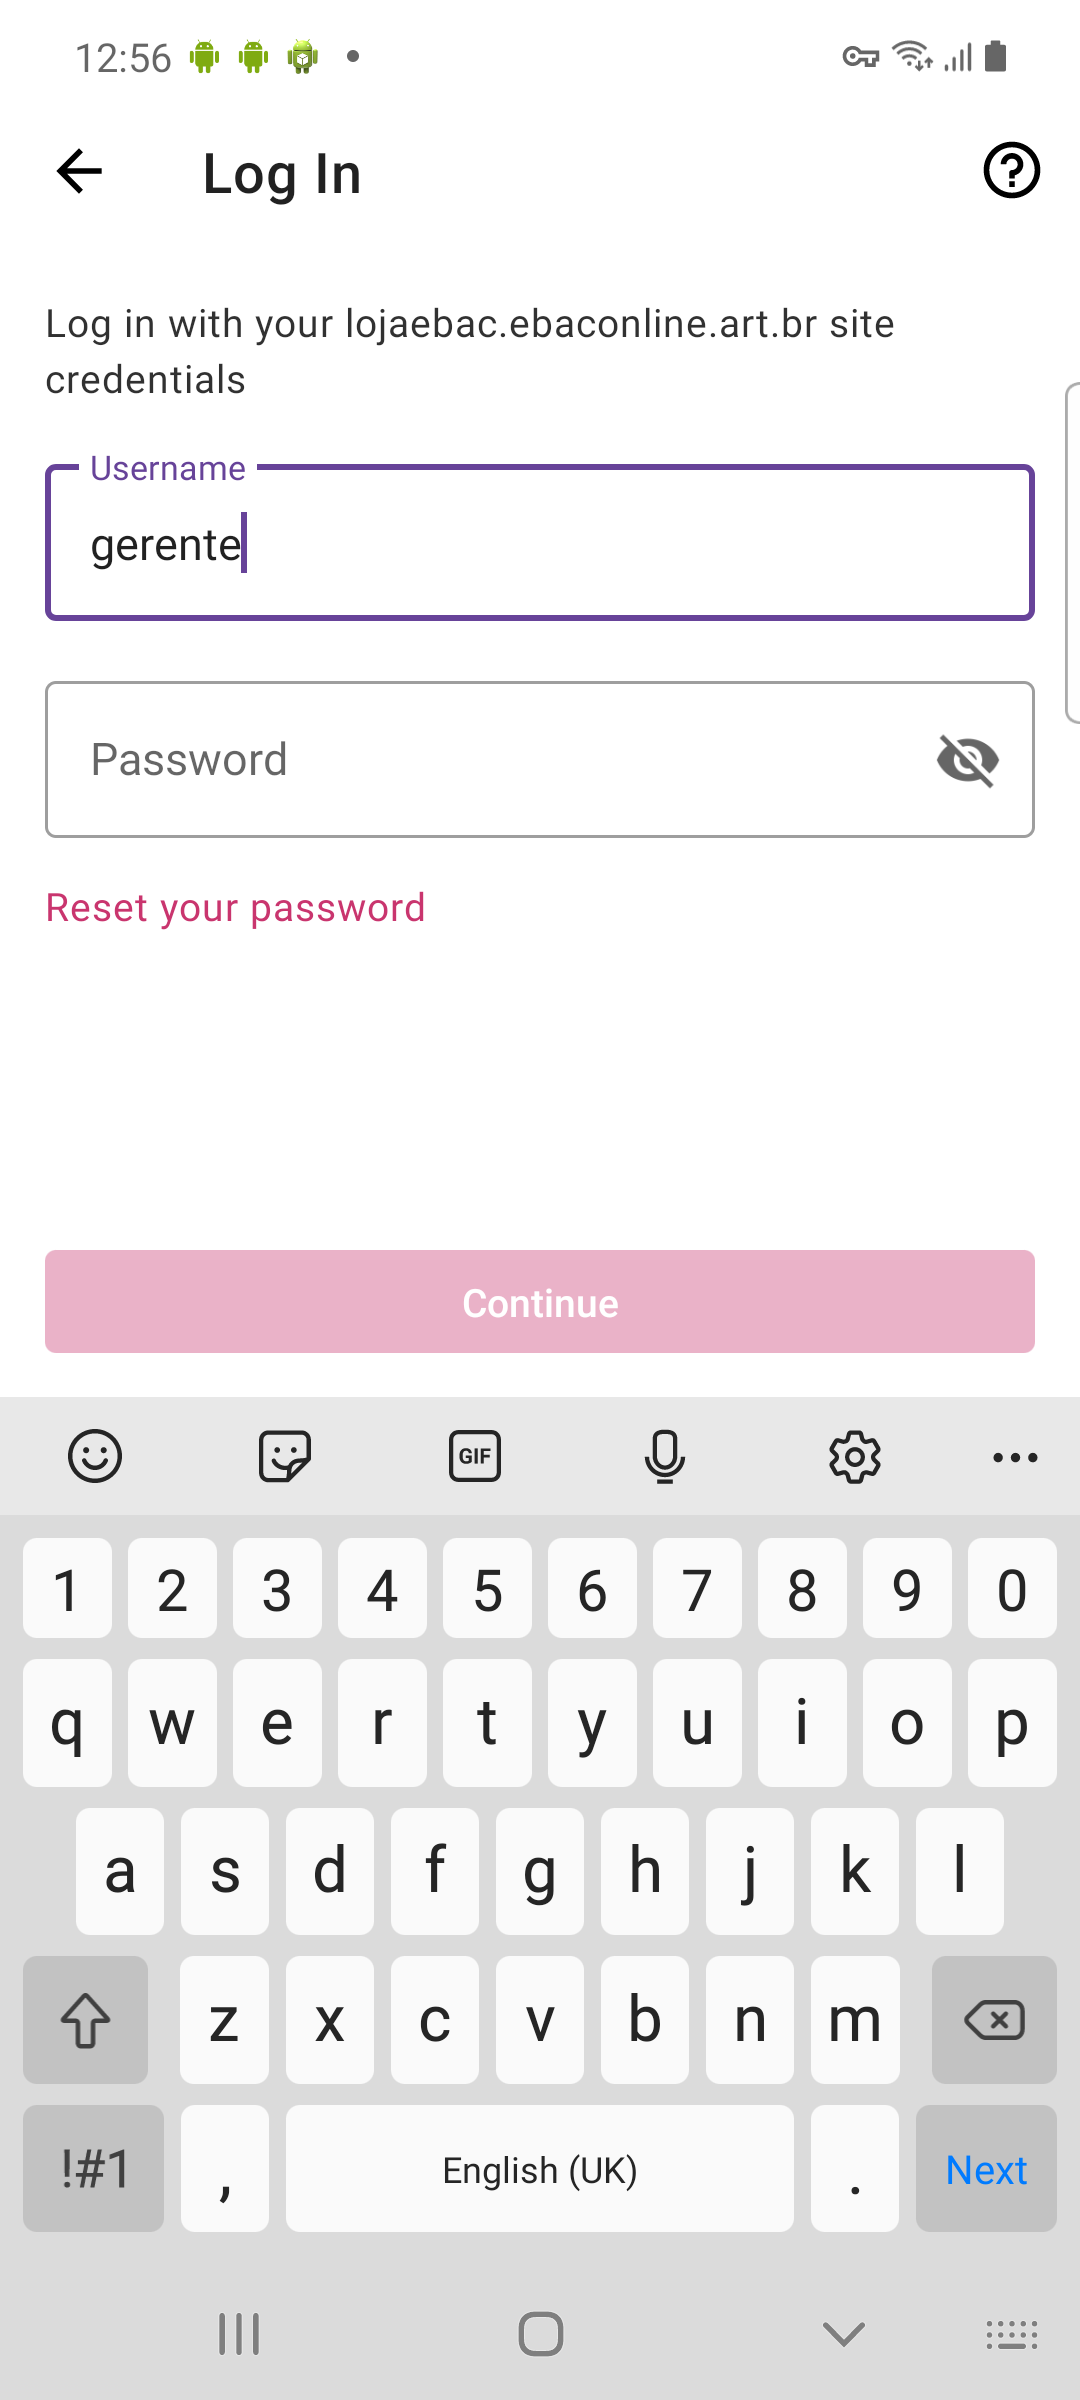 12:56
Log In
Log in with your lojaebac.ebaconline.art.br site
credentials
Username
gerente
Password
Reset your password
Continue
GIF
1 2 3 4 5 6 7 8 9 0
q w e r t y u i o p
a s d f g h j k l
z x c v b n m
!#1 , English (UK) . Next